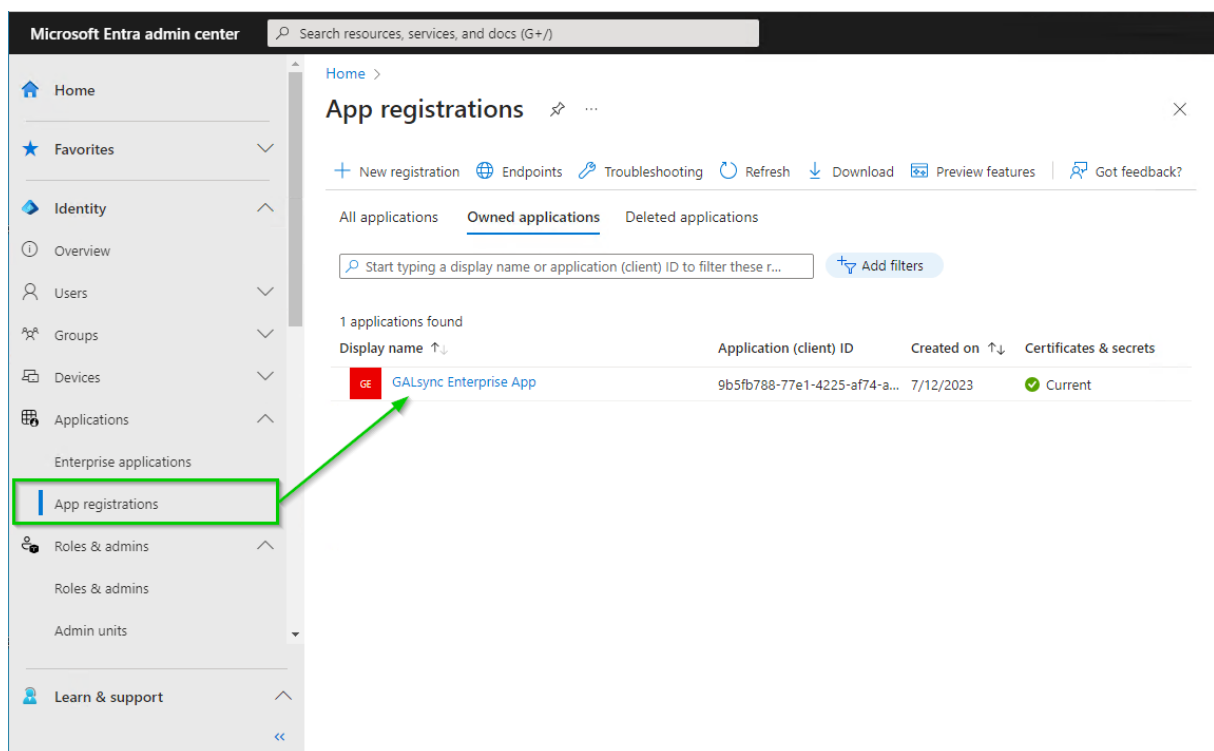 Microsoft Entra admin center
Search resources, services, and docs (G+/)
Home
Favorites
Identity
Overview
Users
Groups
Devices
Applications
Enterprise applications
App registrations
Roles & admins
Roles & admins
Admin units
Learn & support
Home >
App registrations
New registration Endpoints Troubleshooting Refresh Download Preview features Got feedback?
All applications Owned applications Deleted applications
Start typing a display name or application (client) ID to filter these r... Add filters
1 applications found
Display name Application (client) ID Created on Certificates & secrets
GE GALsync Enterprise App 9b5fb788-77e1-4225-af74-a... 7/12/2023 Current